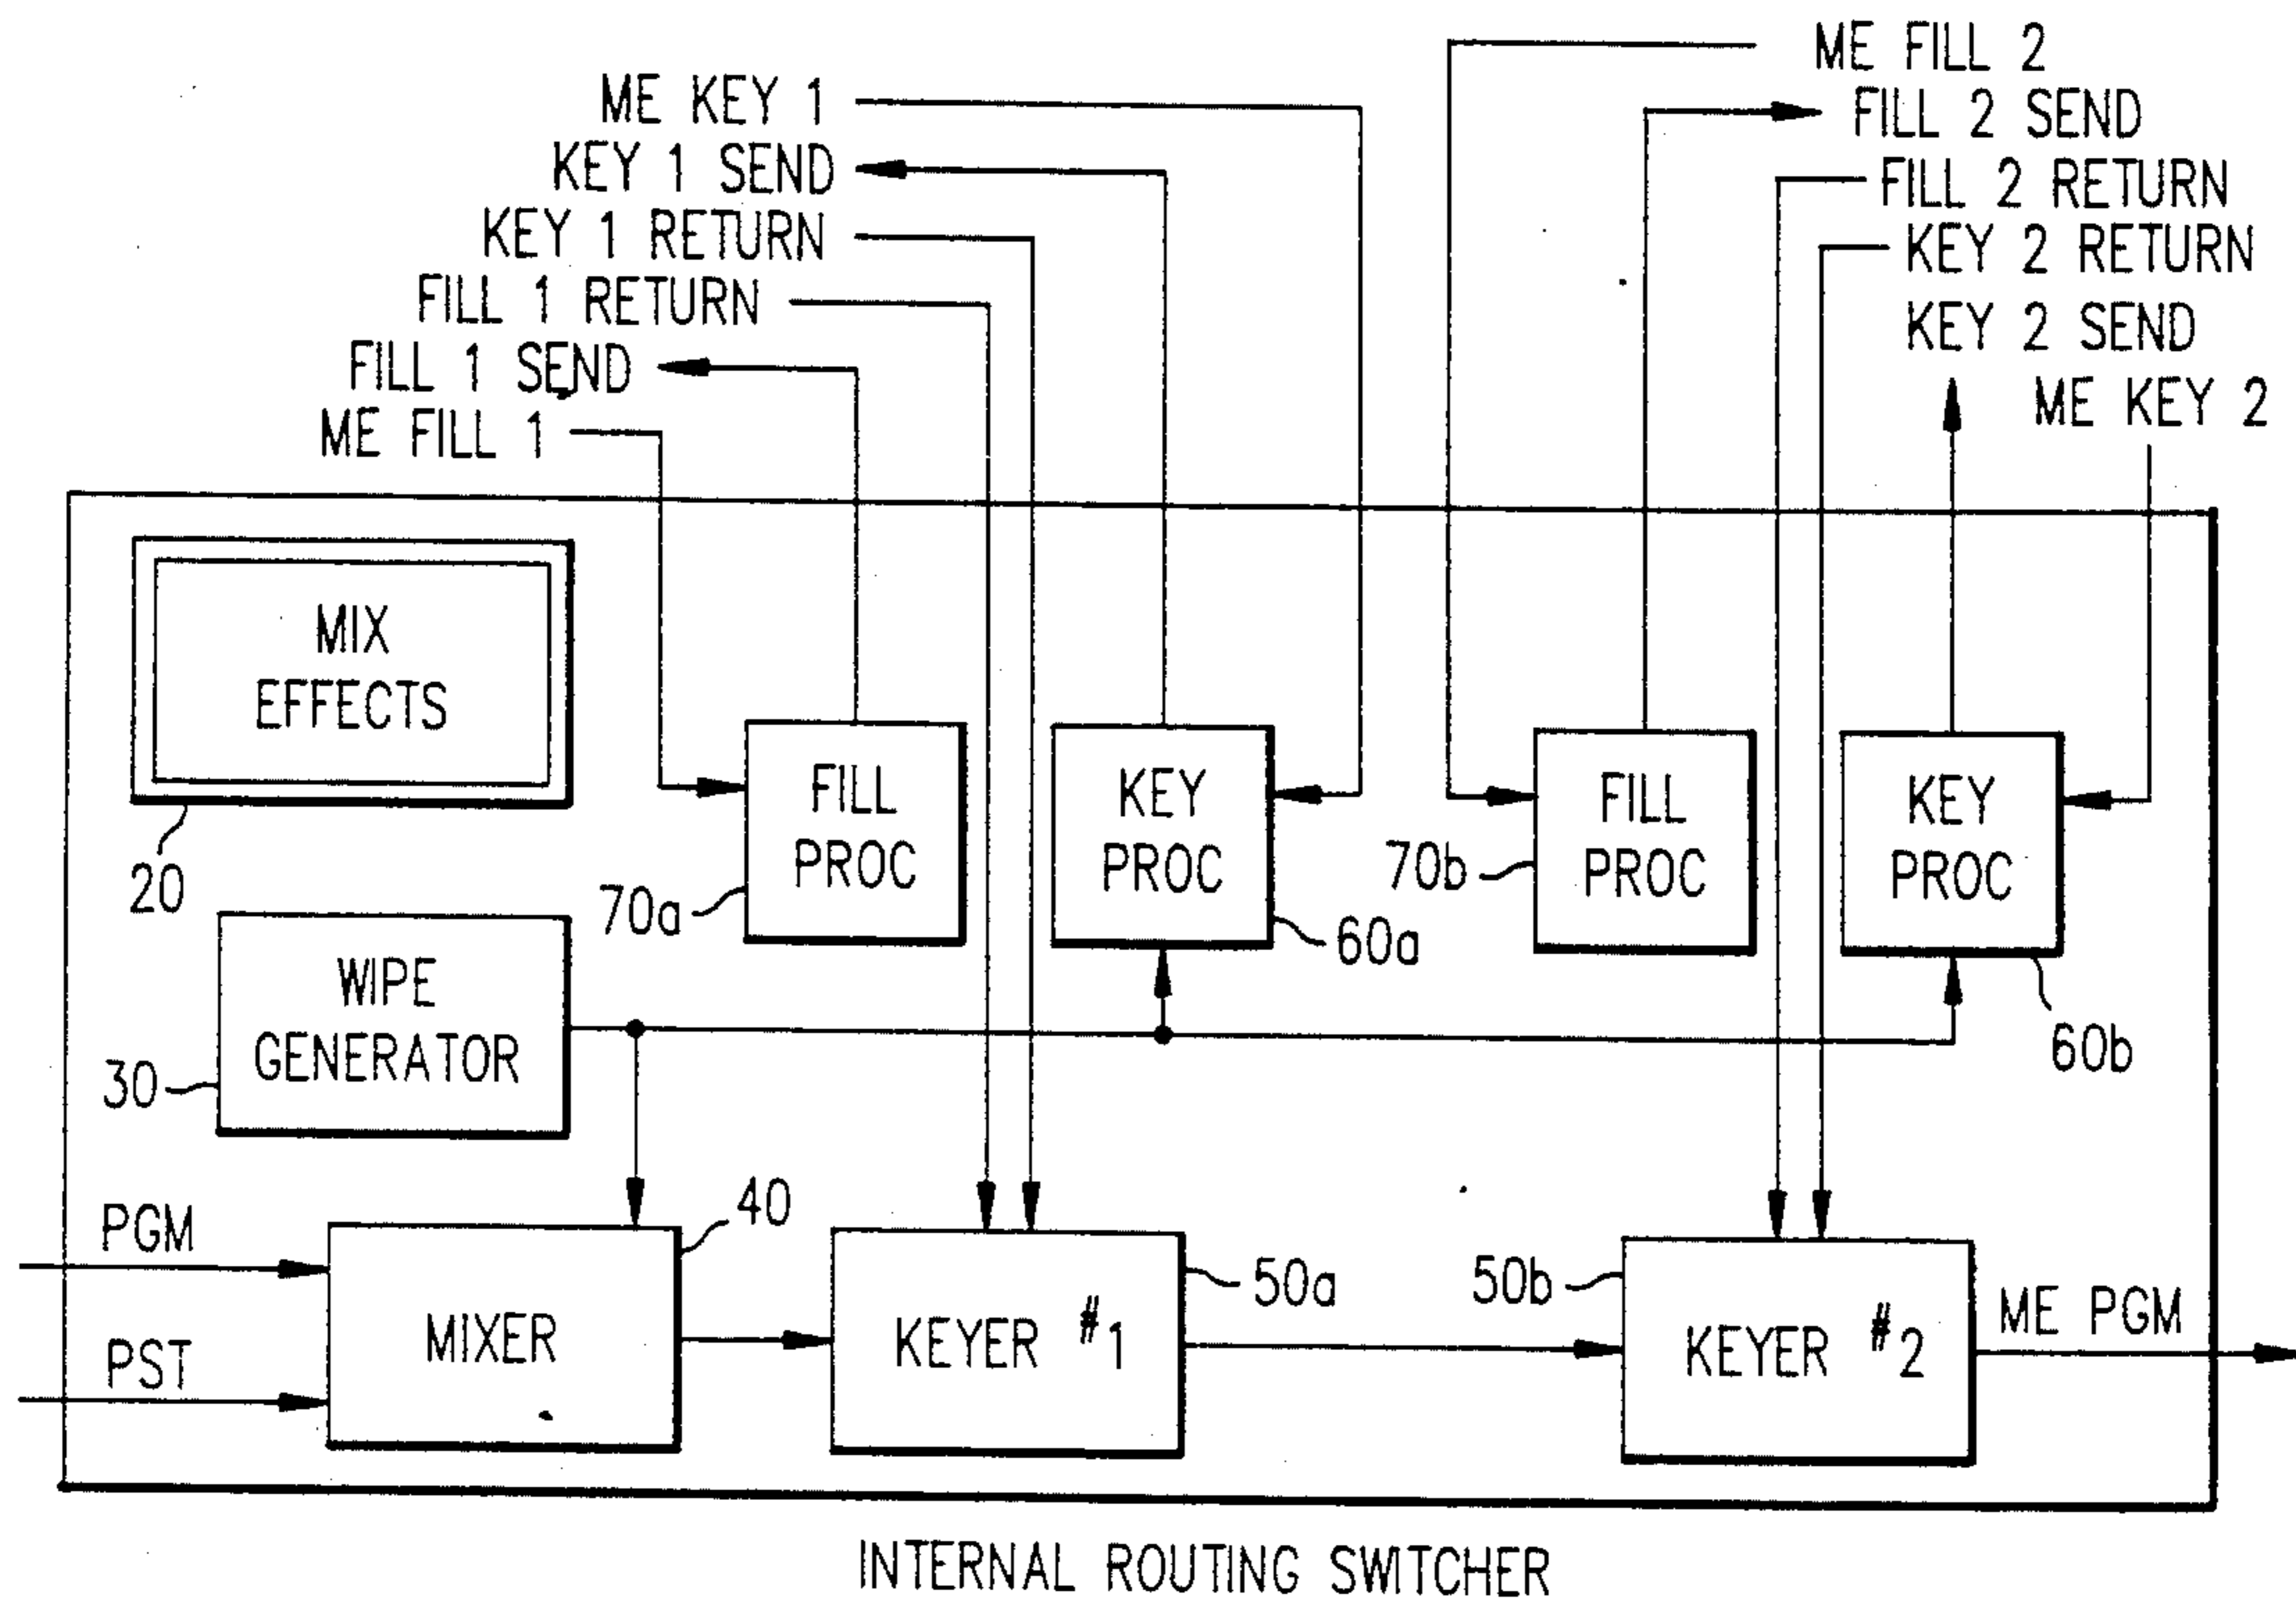 ME KEY 1
KEY 1 SEND
KEY 1 RETURN
FILL 1 RETURN
FILL 1 SEND
ME FILL 1
ME FILL 2
FILL 2 SEND
FILL 2 RETURN
KEY 2 RETURN
KEY 2 SEND
ME KEY 2
MIX
EFFECTS
20
FILL
PROC
70a
KEY
PROC
60a
FILL
PROC
70b
KEY
PROC
60b
WIPE
GENERATOR
30
PGM
PST
MIXER
40
KEYER #1
50a
KEYER #2
50b
ME PGM
INTERNAL ROUTING SWITCHER